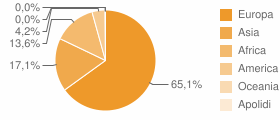 0,0%
0,0%
4,2%
13,6%
17,1%
65,1%
Europa
Asia
Africa
America
Oceania
Apolidi